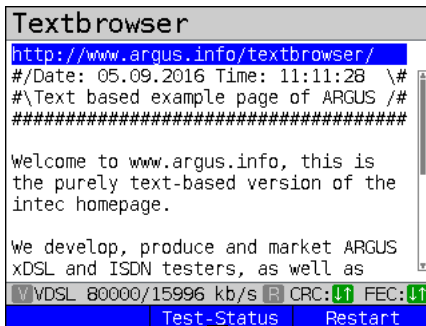 Textbrowser
http://www.argus.info/textbrowser/
#/Date: 05.09.2016 Time: 11:11:28 \#
#\Text based example page of ARGUS /#
#####################################
Welcome to www.argus.info, this is
the purely text-based version of the
intec homepage.
We develop, produce and market ARGUS
xDSL and ISDN testers, as well as
V VDSL 80000/15996 kb/s R CRC:↓↑ FEC:↓↑
Test-Status Restart